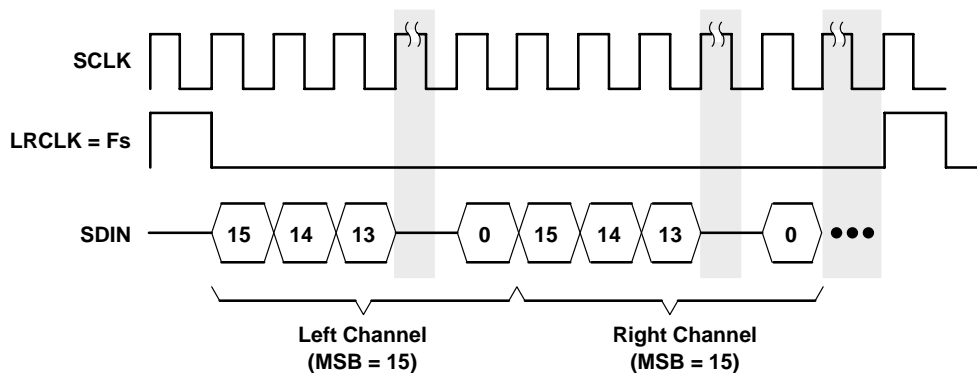 SCLK
LRCLK = Fs
SDIN 15 14 13 0 15 14 13 0
Left Channel
(MSB = 15)
Right Channel
(MSB = 15)